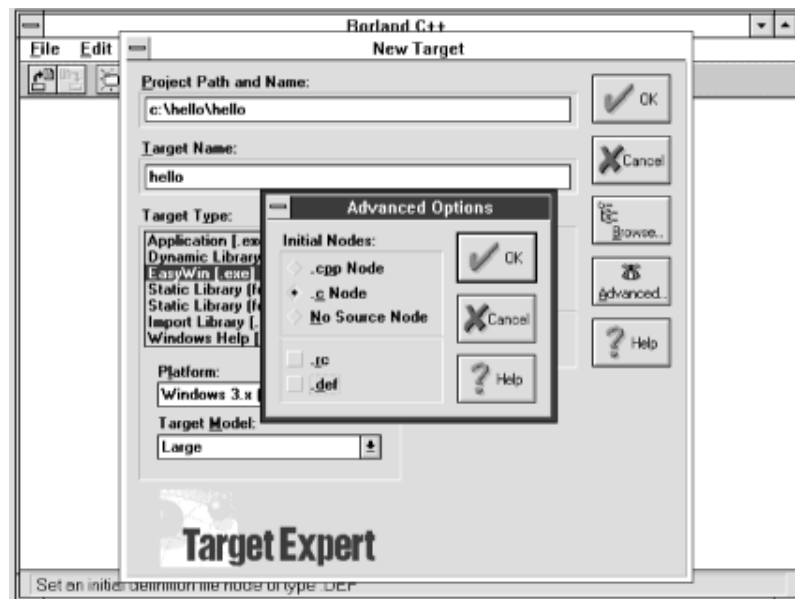 Borland C++
File Edit
New Target
Project Path and Name:
c:\hello\hello
OK
Target Name:
hello
Cancel
Target Type:
Application [.ex
Dynamic Library
EasyWin [.exe]
Static Library (f
Static Library (f
Import Library [.
Windows Help [
Browse...
Advanced..
Help
Platform:
Windows 3.x
Target Model:
Large
Advanced Options
Initial Nodes:
.cpp Node
.c Node
No Source Node
.rc
.def
OK
Cancel
Help
Target Expert
Set an initial definition file node of type .DEF